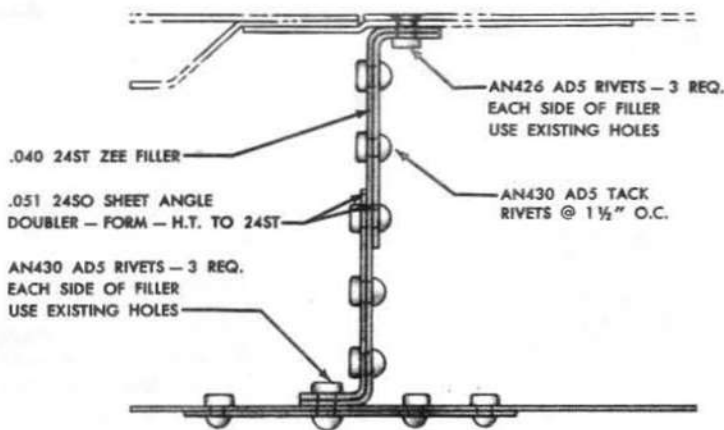 AN426 AD5 RIVETS — 3 REQ.
EACH SIDE OF FILLER
USE EXISTING HOLES
.040 24ST ZEE FILLER
.051 24SO SHEET ANGLE
DOUBLER — FORM — H.T. TO 24ST
AN430 AD5 TACK
RIVETS @ 1½" O.C.
AN430 AD5 RIVETS — 3 REQ.
EACH SIDE OF FILLER
USE EXISTING HOLES